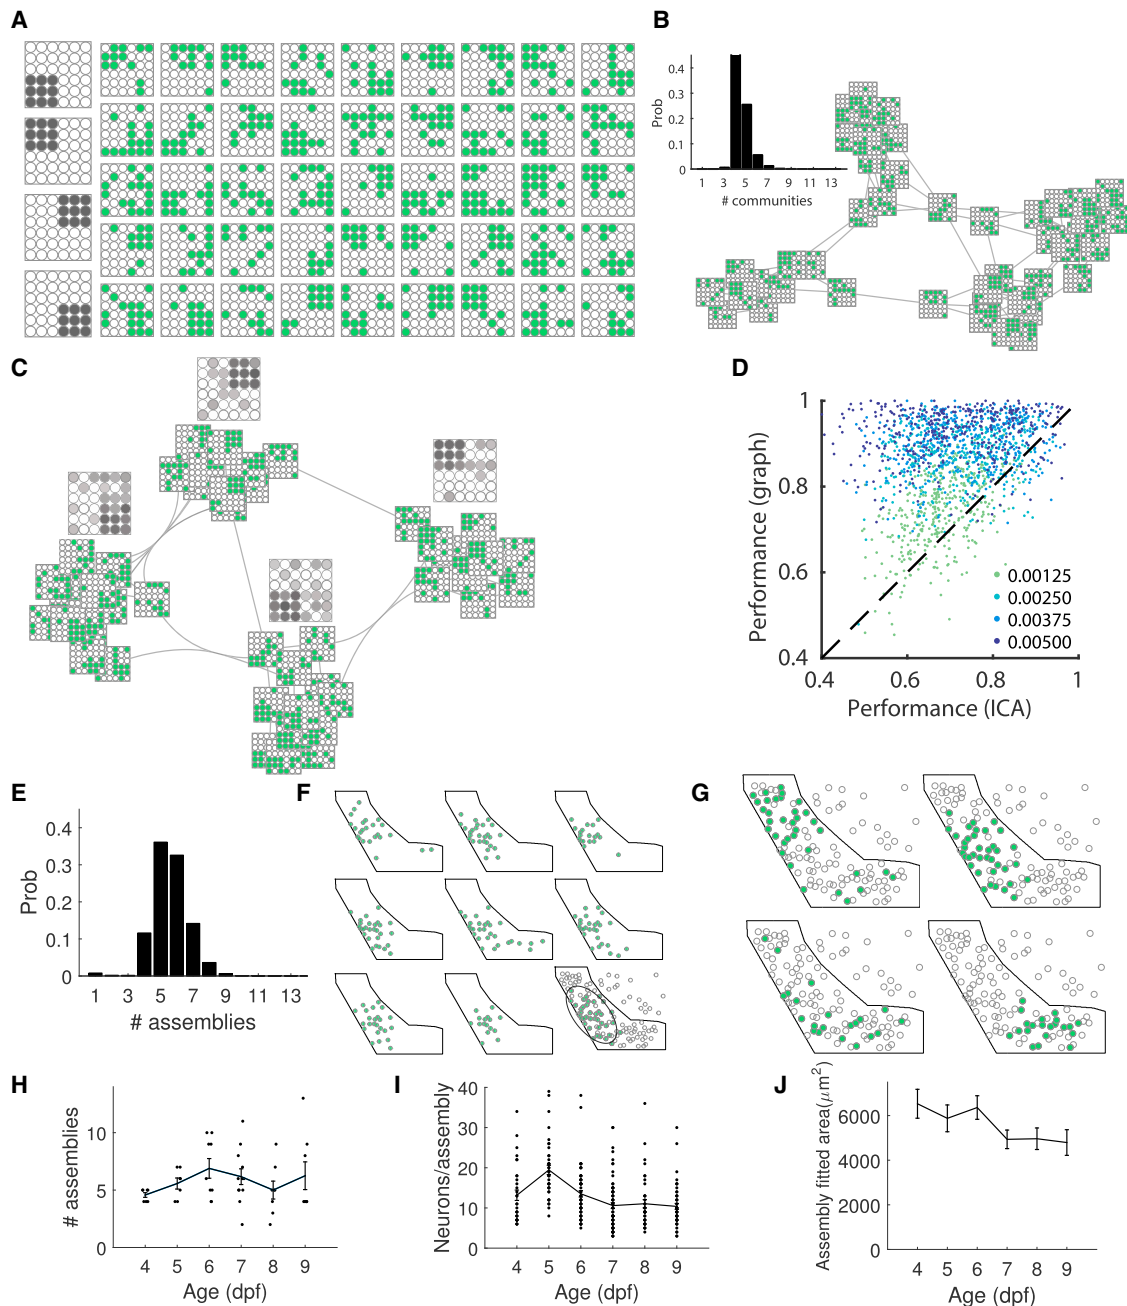 A
B
0.4
0.3
0.2
0.1
0
Prob
1 3 5 7 9 11 13
# communities
C
D
1
0.8
0.6
0.4
Performance (graph)
0.00125
0.00250
0.00375
0.00500
0.4 0.6 0.8 1
Performance (ICA)
E
0.4
0.3
0.2
0.1
0
Prob
1 3 5 7 9 11 13
# assemblies
F
G
H
10
5
0
# assemblies
4 5 6 7 8 9
Age (dpf)
I
40
30
20
10
0
Neurons/assembly
4 5 6 7 8 9
Age (dpf)
J
6000
4000
2000
0
Assembly fitted area(μm²)
4 5 6 7 8 9
Age (dpf)